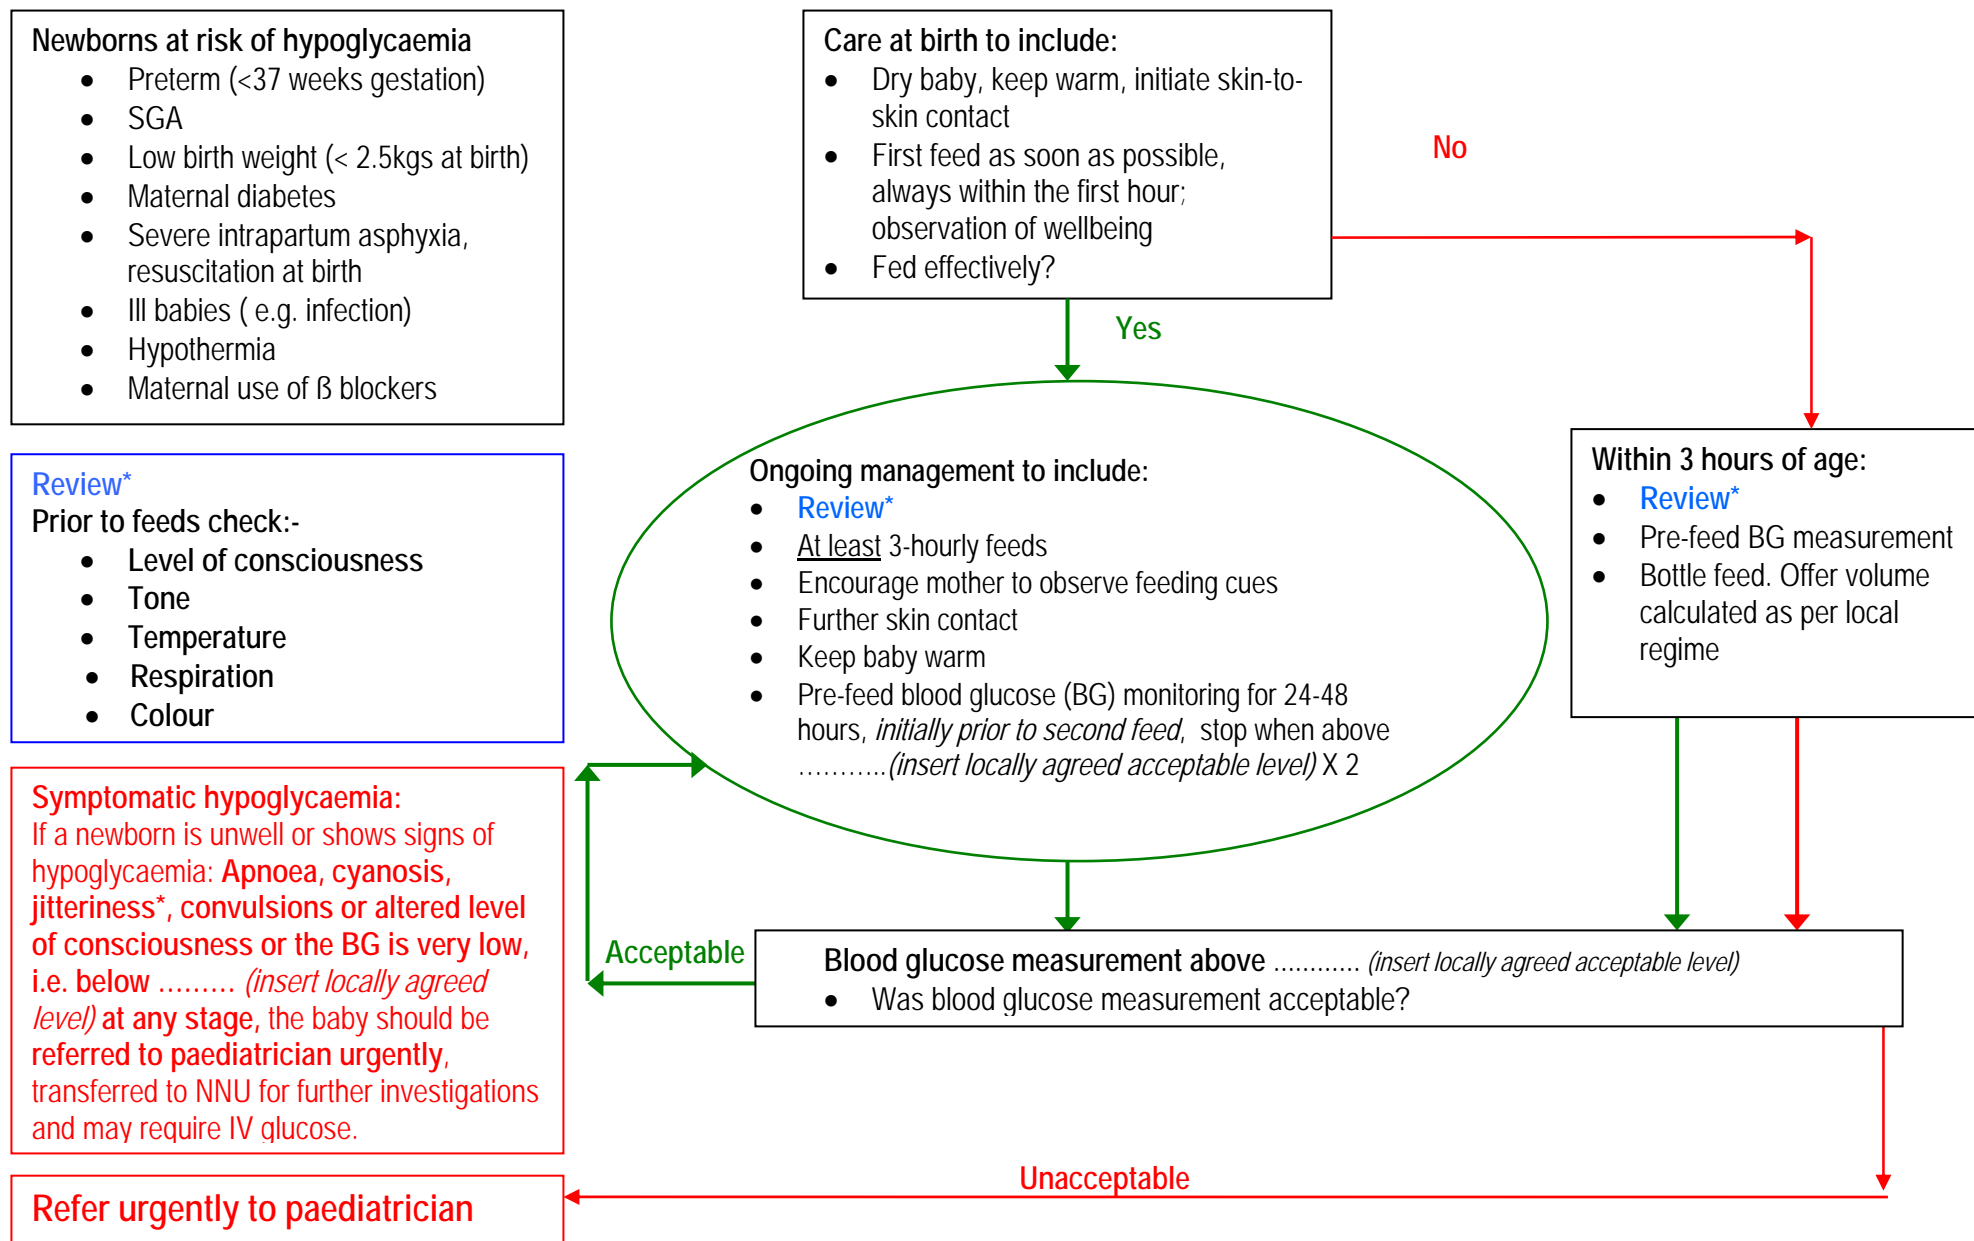 Newborns at risk of hypoglycaemia
• Preterm (<37 weeks gestation)
• SGA
• Low birth weight (< 2.5kgs at birth)
• Maternal diabetes
• Severe intrapartum asphyxia,
resuscitation at birth
• Ill babies ( e.g. infection)
• Hypothermia
• Maternal use of ß blockers
Care at birth to include:
• Dry baby, keep warm, initiate skin-to-
skin contact
• First feed as soon as possible,
always within the first hour;
observation of wellbeing
• Fed effectively?
No
Yes
Review*
Prior to feeds check:-
• Level of consciousness
• Tone
• Temperature
• Respiration
• Colour
Ongoing management to include:
• Review*
• At least 3-hourly feeds
• Encourage mother to observe feeding cues
• Further skin contact
• Keep baby warm
• Pre-feed blood glucose (BG) monitoring for 24-48
hours, initially prior to second feed, stop when above
………..(insert locally agreed acceptable level) X 2
Within 3 hours of age:
• Review*
• Pre-feed BG measurement
• Bottle feed. Offer volume
calculated as per local
regime
Symptomatic hypoglycaemia:
If a newborn is unwell or shows signs of
hypoglycaemia: Apnoea, cyanosis,
jitteriness*, convulsions or altered level
of consciousness or the BG is very low,
i.e. below ……… (insert locally agreed
level) at any stage, the baby should be
referred to paediatrician urgently,
transferred to NNU for further investigations
and may require IV glucose.
Acceptable
Blood glucose measurement above ………… (insert locally agreed acceptable level)
• Was blood glucose measurement acceptable?
Unacceptable
Refer urgently to paediatrician